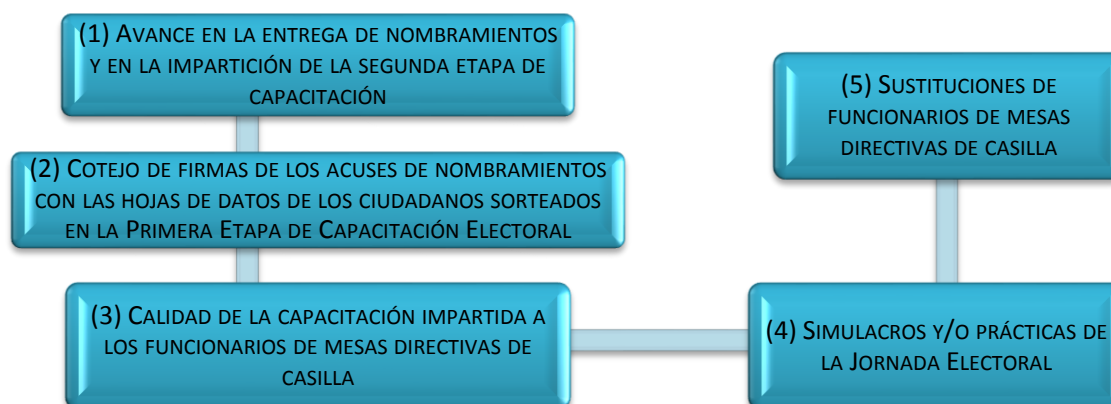 (1) AVANCE EN LA ENTREGA DE NOMBRAMIENTOS
Y EN LA IMPARTICIÓN DE LA SEGUNDA ETAPA DE
CAPACITACIÓN
(2) COTEJO DE FIRMAS DE LOS ACUSES DE NOMBRAMIENTOS
CON LAS HOJAS DE DATOS DE LOS CIUDADANOS SORTEADOS
EN LA PRIMERA ETAPA DE CAPACITACIÓN ELECTORAL
(3) CALIDAD DE LA CAPACITACIÓN IMPARTIDA A
LOS FUNCIONARIOS DE MESAS DIRECTIVAS DE
CASILLA
(4) SIMULACROS Y/O PRÁCTICAS DE
LA JORNADA ELECTORAL
(5) SUSTITUCIONES DE
FUNCIONARIOS DE MESAS
DIRECTIVAS DE CASILLA